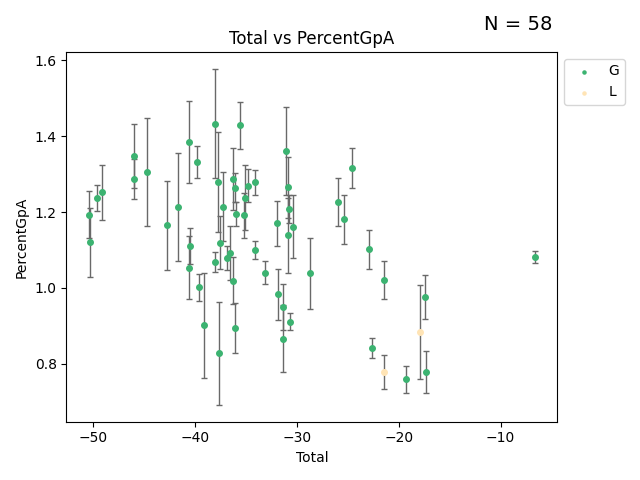 N = 58
Total vs PercentGpA
G
L
PercentGpA
1.6
1.4
1.2
1.0
0.8
−50 −40 −30 −20 −10
Total